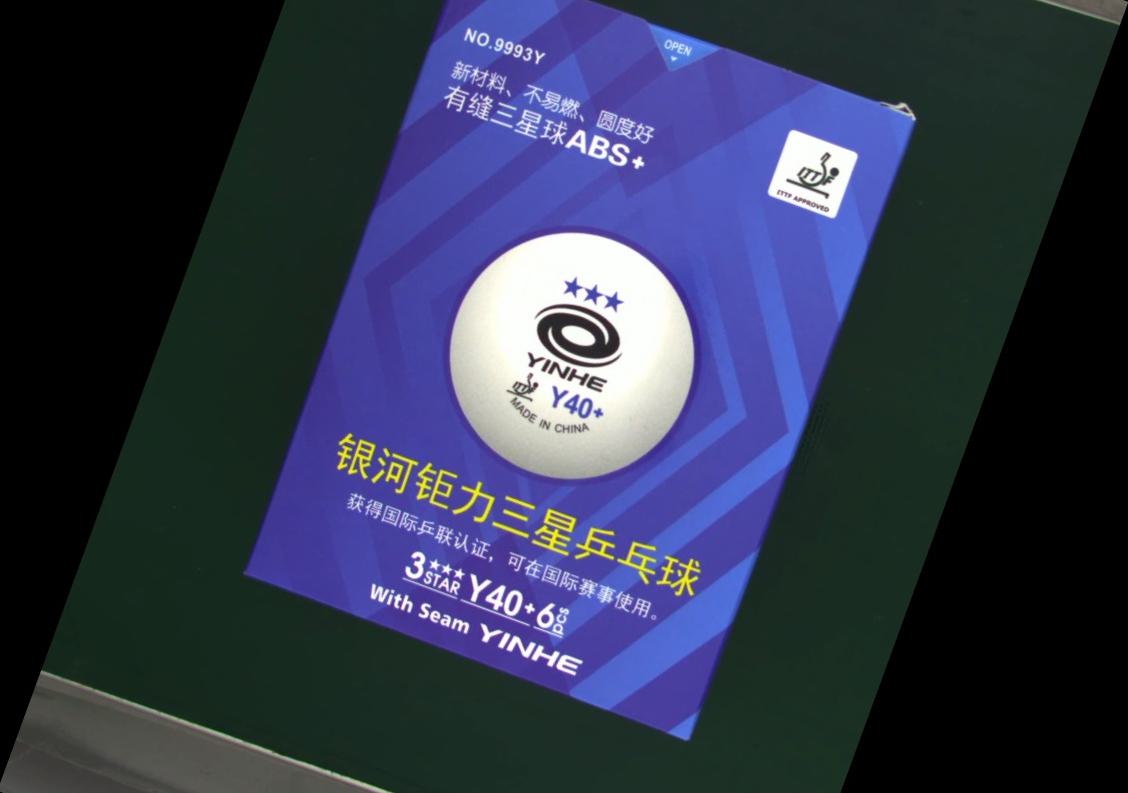 NO.9993Y
OPEN
新材料、不易燃、圆度好
有缝三星球ABS+
ITTF
ITTF APPROVED
YINHE
ITTF Y40+
MADE IN CHINA
银河钜力三星乒乓球
获得国际乒联认证，可在国际赛事使用。
3 STAR Y40+ 6 pcs
With Seam YINHE